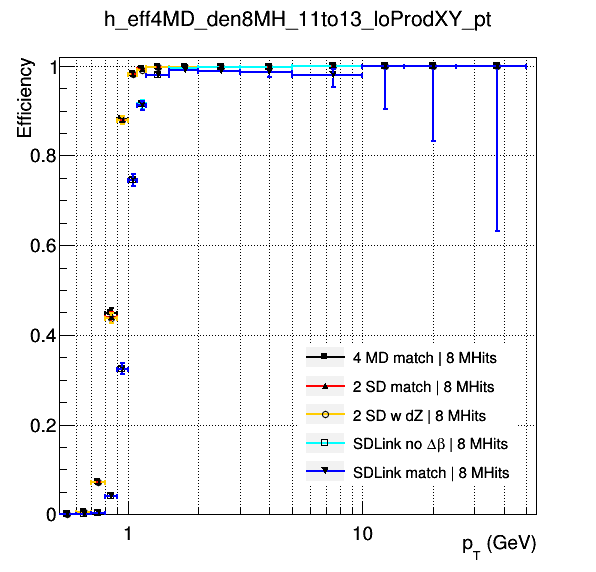 h_eff4MD_den8MH_11to13_loProdXY_pt
Efficiency
1
0.8
0.6
0.4
0.2
0
4 MD match | 8 MHits
2 SD match | 8 MHits
2 SD w dZ | 8 MHits
SDLink no Δβ | 8 MHits
SDLink match | 8 MHits
1
10
p_T (GeV)